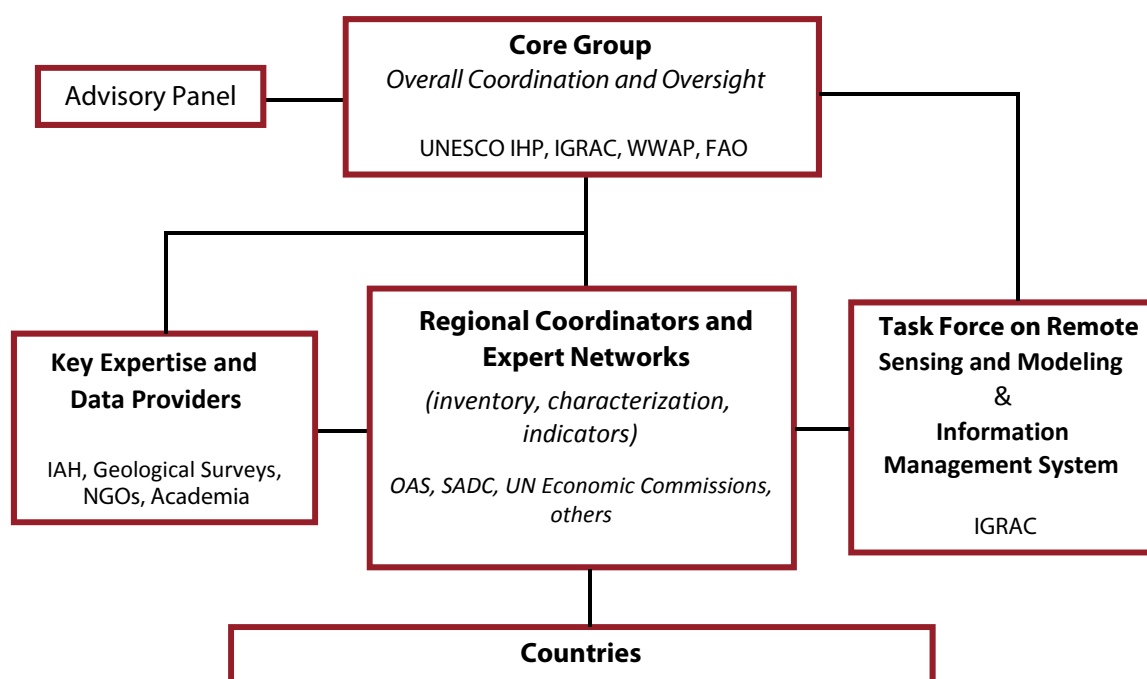 Core Group
Overall Coordination and Oversight
UNESCO IHP, IGRAC, WWAP, FAO
Advisory Panel
Key Expertise and
Data Providers
IAH, Geological Surveys,
NGOs, Academia
Regional Coordinators and
Expert Networks
(inventory, characterization,
indicators)
OAS, SADC, UN Economic Commissions,
others
Task Force on Remote
Sensing and Modeling
&
Information
Management System
IGRAC
Countries